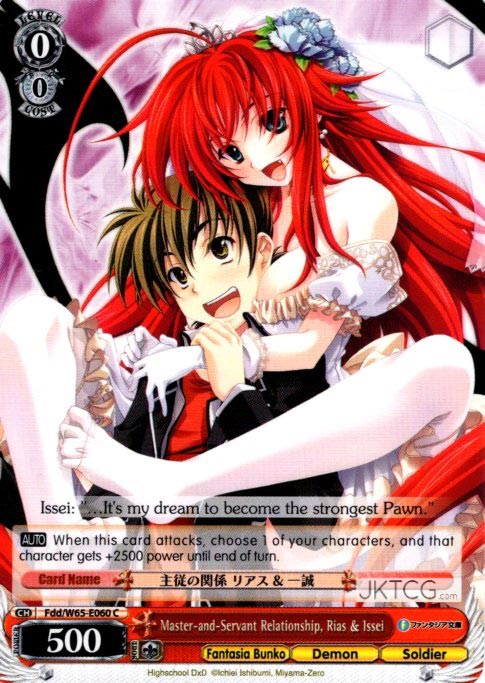 LEVEL
0
0
COST
Issei: "...It's my dream to become the strongest Pawn."
AUTO When this card attacks, choose 1 of your characters, and that
character gets +2500 power until end of turn.
Card Name 主従の関係 リアス & 一誠
JKTCG.com
CH Fdd/W65-E060 C
POWER 500 Master-and-Servant Relationship, Rias & Issei ファンタジア文庫
Fantasia Bunko Demon Soldier
Highschool DxD ©Ichiei Ishibumi, Miyama-Zero